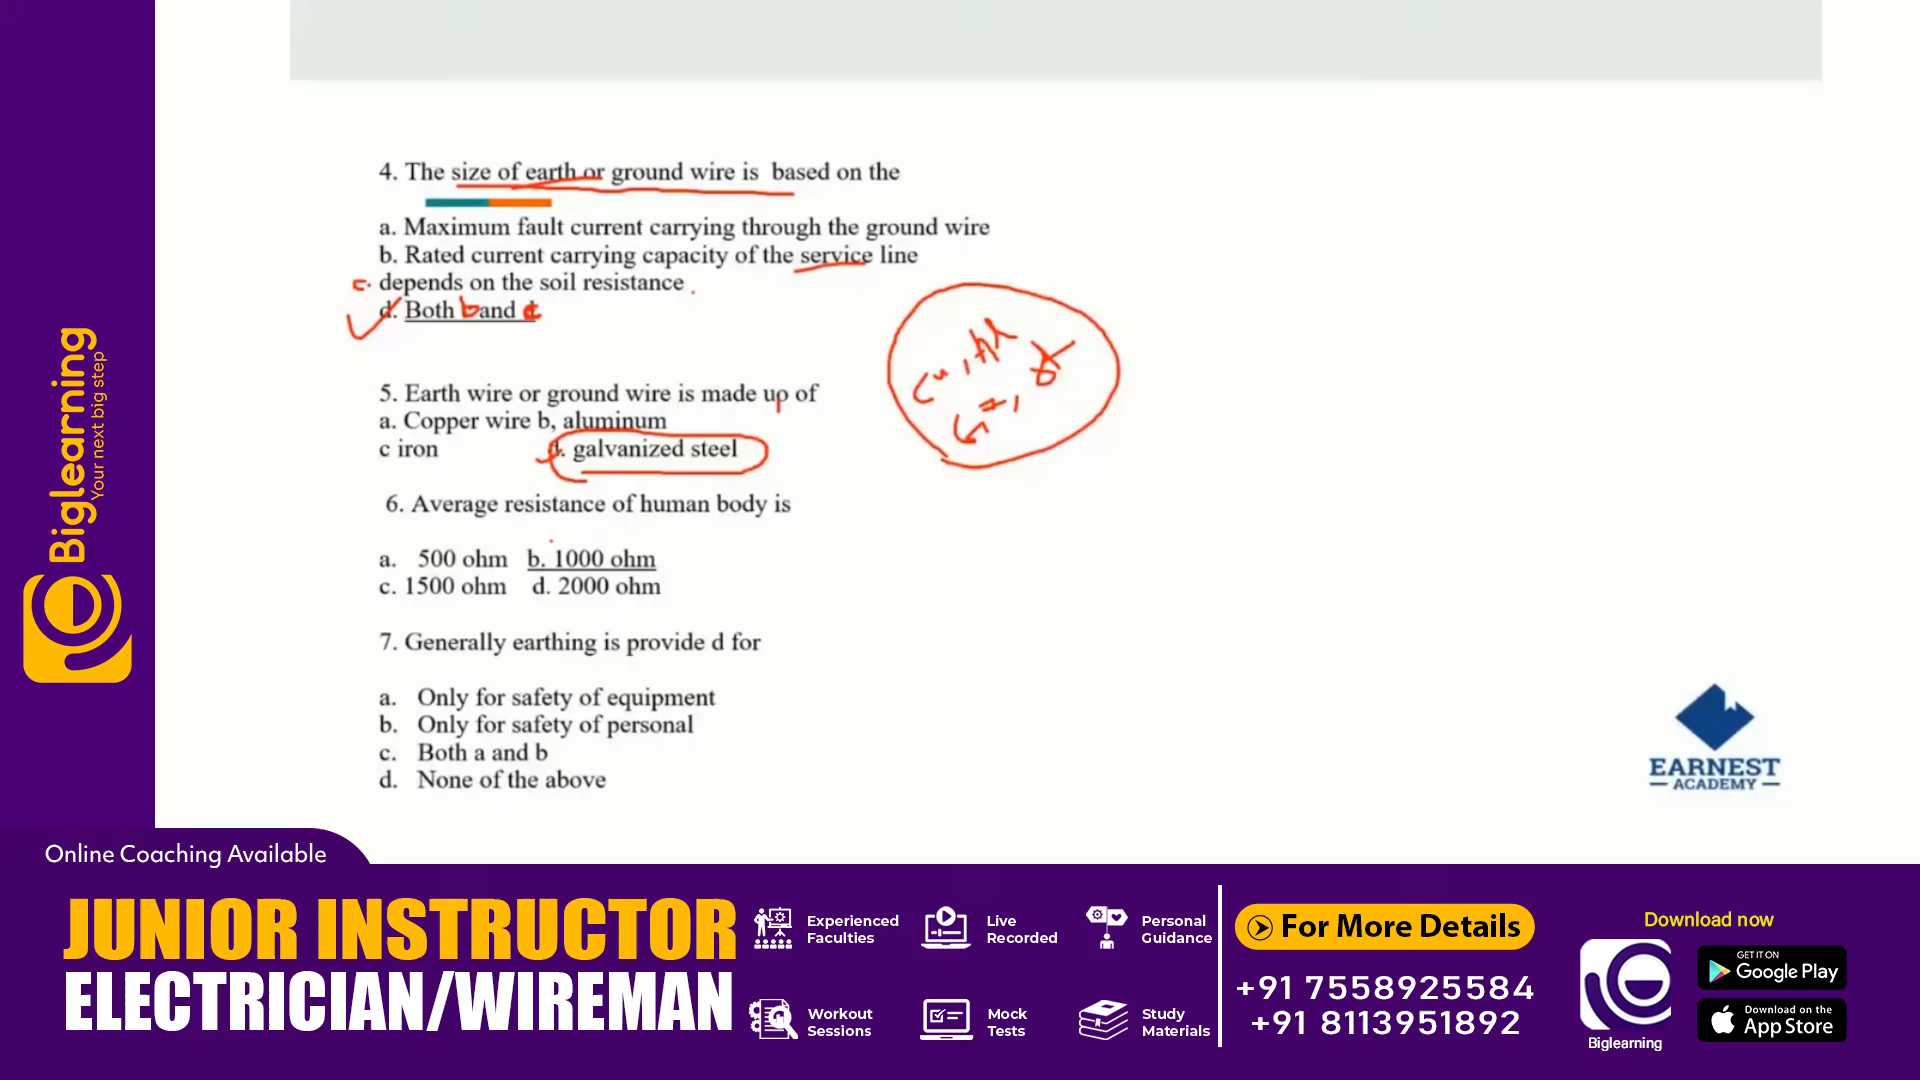 4. The size of earth or ground wire is based on the
a. Maximum fault current carrying through the ground wire
b. Rated current carrying capacity of the service line
c. depends on the soil resistance
d. Both b and c
Cu, Al
5. Earth wire or ground wire is made up of
a. Copper wire b, aluminum
c iron d. galvanized steel
6. Average resistance of human body is
a. 500 ohm b. 1000 ohm
c. 1500 ohm d. 2000 ohm
7. Generally earthing is provide d for
a. Only for safety of equipment
b. Only for safety of personal
c. Both a and b
d. None of the above
Biglearning
Your next big step
EARNEST
ACADEMY
Online Coaching Available
JUNIOR INSTRUCTOR
ELECTRICIAN/WIREMAN
Experienced
Faculties
Live
Recorded
Personal
Guidance
Workout
Sessions
Mock
Tests
Study
Materials
For More Details
+91 7558925584
+91 8113951892
Download now
Biglearning
GET IT ON
Google Play
Download on the
App Store